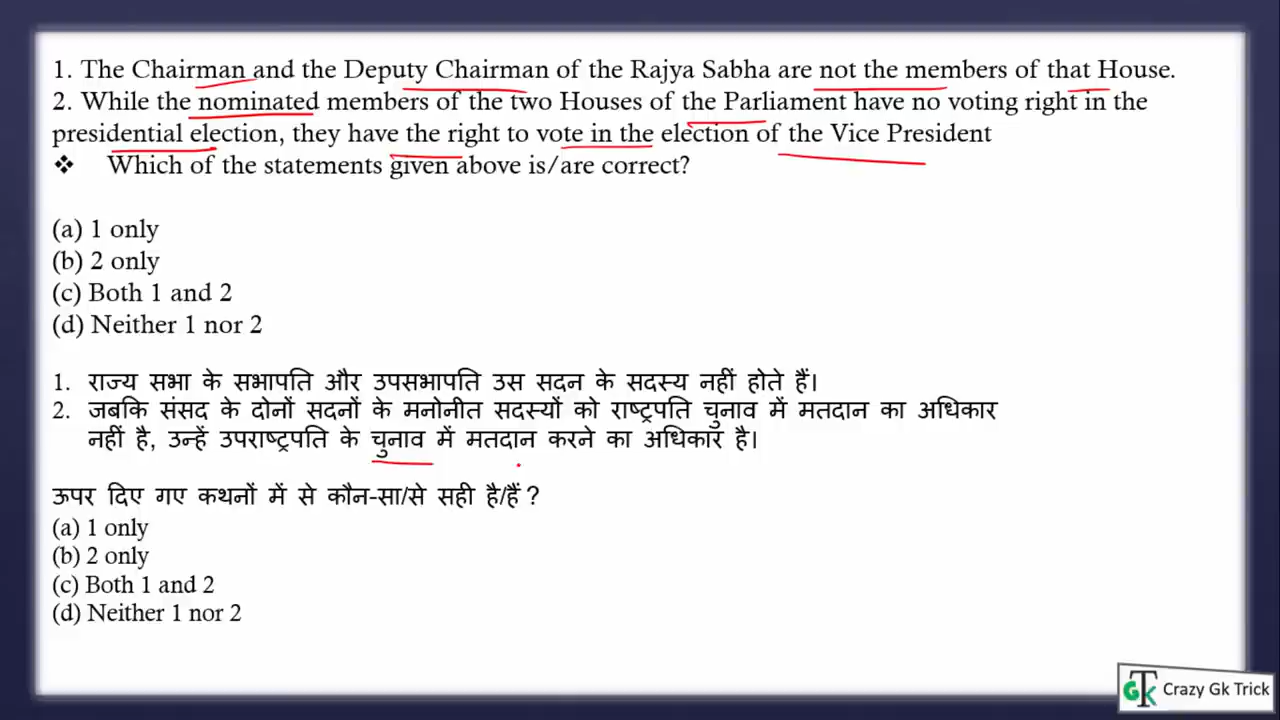 1. The Chairman and the Deputy Chairman of the Rajya Sabha are not the members of that House.
2. While the nominated members of the two Houses of the Parliament have no voting right in the
presidential election, they have the right to vote in the election of the Vice President
❖ Which of the statements given above is/are correct?
(a) 1 only
(b) 2 only
(c) Both 1 and 2
(d) Neither 1 nor 2
1. राज्य सभा के सभापति और उपसभापति उस सदन के सदस्य नहीं होते हैं।
2. जबकि संसद के दोनों सदनों के मनोनीत सदस्यों को राष्ट्रपति चुनाव में मतदान का अधिकार
नहीं है, उन्हें उपराष्ट्रपति के चुनाव में मतदान करने का अधिकार है।
ऊपर दिए गए कथनों में से कौन-सा/से सही है/हैं ?
(a) 1 only
(b) 2 only
(c) Both 1 and 2
(d) Neither 1 nor 2
GTK Crazy Gk Trick